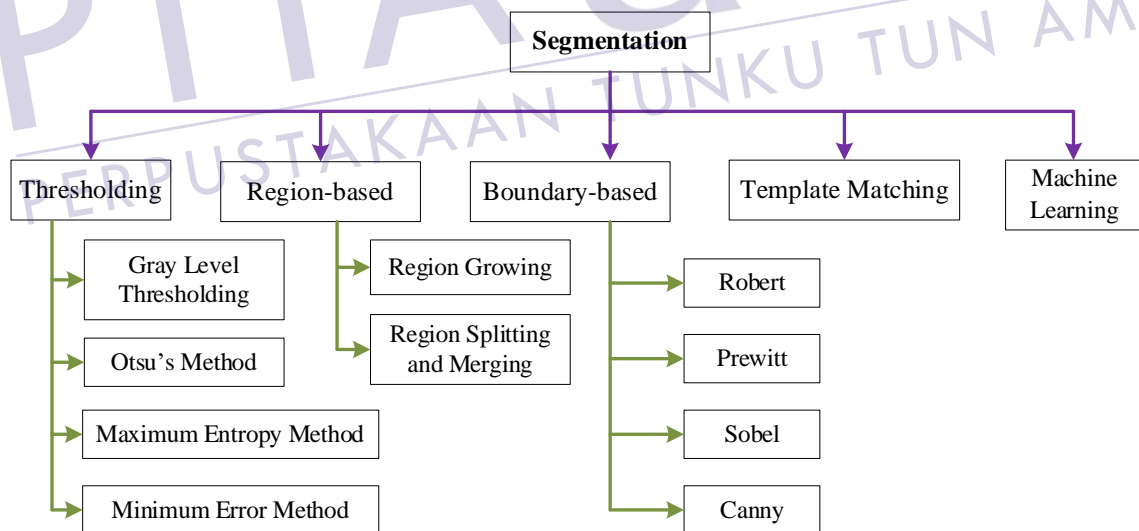 PTTA
PERPUSTAKAAN TUNKU TUN AM
Segmentation
Thresholding
Region-based
Boundary-based
Template Matching
Machine
Learning
Gray Level
Thresholding
Otsu's Method
Maximum Entropy Method
Minimum Error Method
Region Growing
Region Splitting
and Merging
Robert
Prewitt
Sobel
Canny